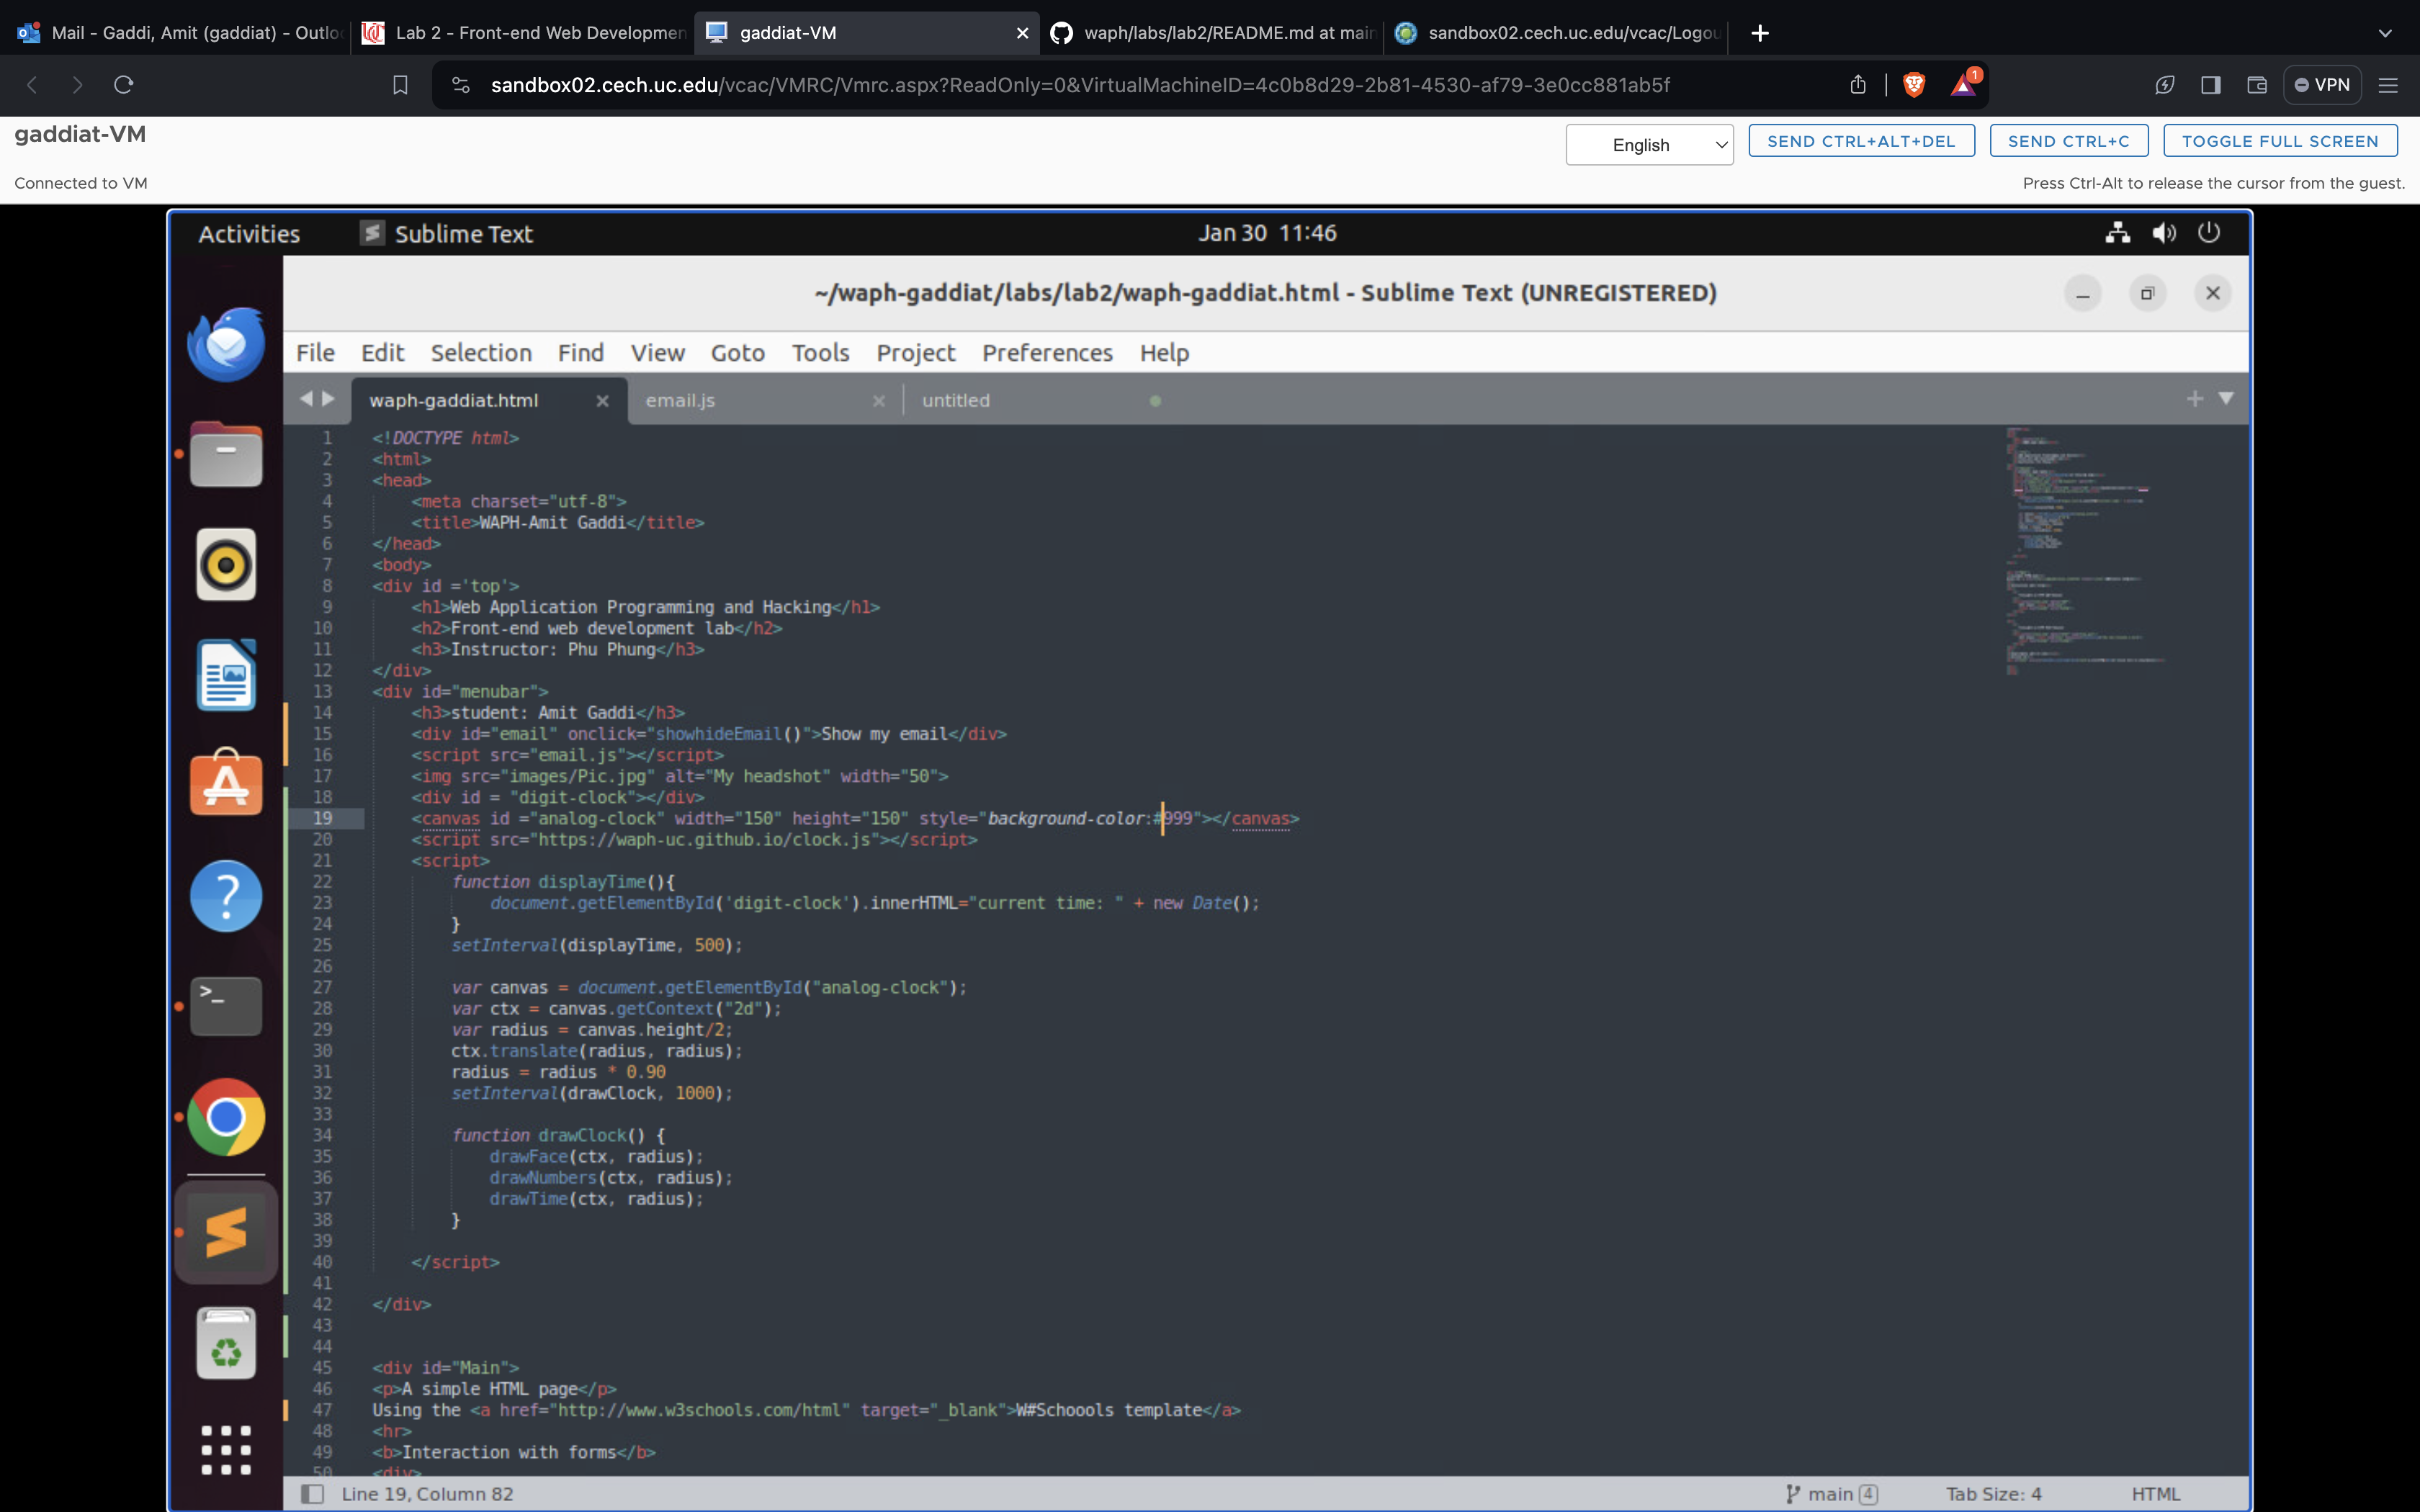 Mail - Gaddi, Amit (gaddiat) - Outlo
Lab 2 - Front-end Web Developmen
gaddiat-VM
waph/labs/lab2/README.md at main
sandbox02.cech.uc.edu/vcac/Logou
sandbox02.cech.uc.edu/vcac/VMRC/Vmrc.aspx?ReadOnly=0&VirtualMachineID=4c0b8d29-2b81-4530-af79-3e0cc881ab5f
1
VPN
gaddiat-VM
English
SEND CTRL+ALT+DEL
SEND CTRL+C
TOGGLE FULL SCREEN
Connected to VM
Press Ctrl-Alt to release the cursor from the guest.
Activities
Sublime Text
Jan 30 11:46
~/waph-gaddiat/labs/lab2/waph-gaddiat.html - Sublime Text (UNREGISTERED)
File Edit Selection Find View Goto Tools Project Preferences Help
waph-gaddiat.html
email.js
untitled
1 <!DOCTYPE html>
2 <html>
3 <head>
4 <meta charset="utf-8">
5 <title>WAPH-Amit Gaddi</title>
6 </head>
7 <body>
8 <div id ='top'>
9 <h1>Web Application Programming and Hacking</h1>
10 <h2>Front-end web development lab</h2>
11 <h3>Instructor: Phu Phung</h3>
12 </div>
13 <div id="menubar">
14 <h3>student: Amit Gaddi</h3>
15 <div id="email" onclick="showhideEmail()">Show my email</div>
16 <script src="email.js"></script>
17 <img src="images/Pic.jpg" alt="My headshot" width="50">
18 <div id = "digit-clock"></div>
19 <canvas id ="analog-clock" width="150" height="150" style="background-color:#999"></canvas>
20 <script src="https://waph-uc.github.io/clock.js"></script>
21 <script>
22 function displayTime(){
23 document.getElementById('digit-clock').innerHTML="current time: " + new Date();
24 }
25 setInterval(displayTime, 500);
26
27 var canvas = document.getElementById("analog-clock");
28 var ctx = canvas.getContext("2d");
29 var radius = canvas.height/2;
30 ctx.translate(radius, radius);
31 radius = radius * 0.90
32 setInterval(drawClock, 1000);
33
34 function drawClock() {
35 drawFace(ctx, radius);
36 drawNumbers(ctx, radius);
37 drawTime(ctx, radius);
38 }
39
40 </script>
41
42 </div>
43
44
45 <div id="Main">
46 <p>A simple HTML page</p>
47 Using the <a href="http://www.w3schools.com/html" target="_blank">W#Schoools template</a>
48 <hr>
49 <b>Interaction with forms</b>
50 <div>
Line 19, Column 82
main 4
Tab Size: 4
HTML